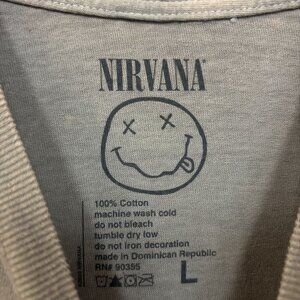 NIRVANA®
100% Cotton
machine wash cold
do not bleach
tumble dry low
do not iron decoration
made in Dominican Republic
RN# 90385
L